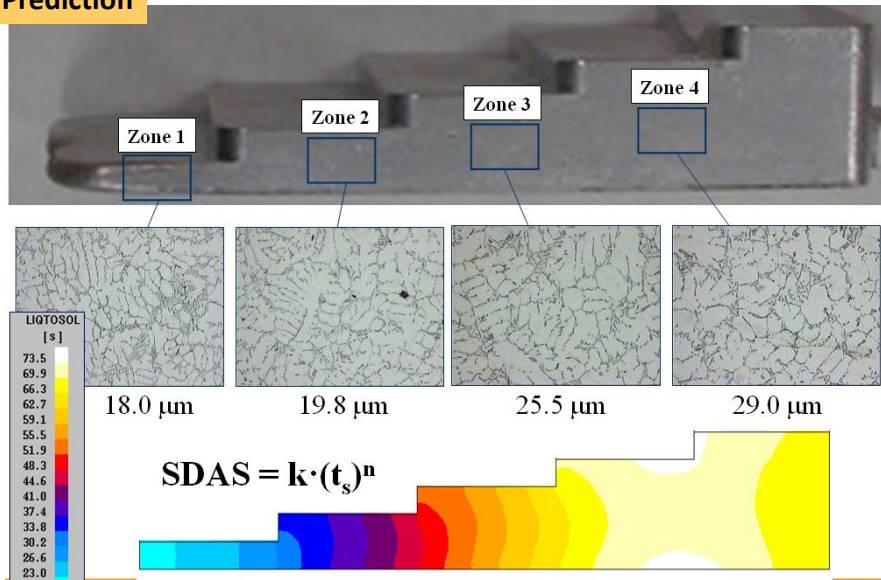 Prediction
Zone 1
Zone 2
Zone 3
Zone 4
LIQTOSOL
[s]
73.5
69.9
66.3
62.7
59.1
55.5
51.9
48.3
44.6
41.0
37.4
33.8
30.2
26.6
23.0
18.0 μm
19.8 μm
25.5 μm
29.0 μm
SDAS = k·(tₛ)ⁿ